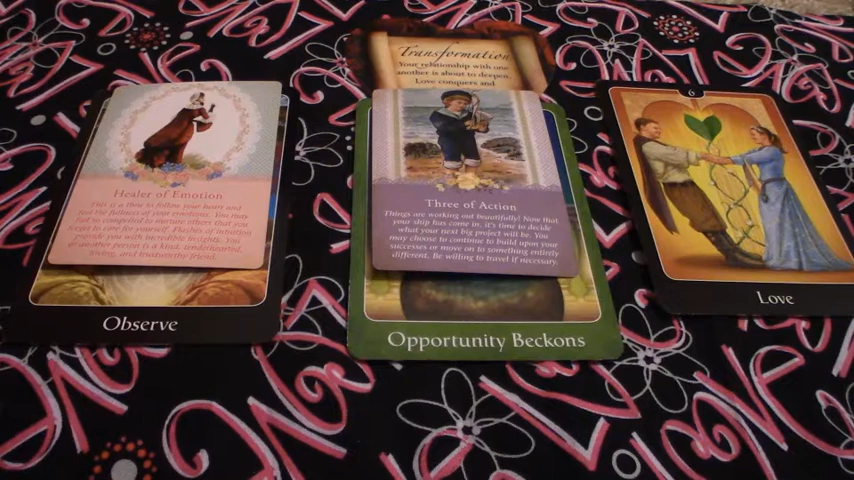 Transformation
Your relationship with one
another is about to deepen.
Love conquers and
Healer of Emotion
This is a time to follow your heart and
feel the fullness of your emotions. You may
feel so compelled to nurture others that you
forget to care for yourself. Flashes of intuition
provide you with incredible insights. You
or another person is a kind, tenderhearted,
loving, and trustworthy friend.
Observe
Three of Action
Things are working out beautifully! Now that
your ship has come in, it's time to decide
what your next big project will be. You
may choose to continue to build upon your
successes or move on to something entirely
different. Be willing to travel if necessary.
Opportunity Beckons
6
Love